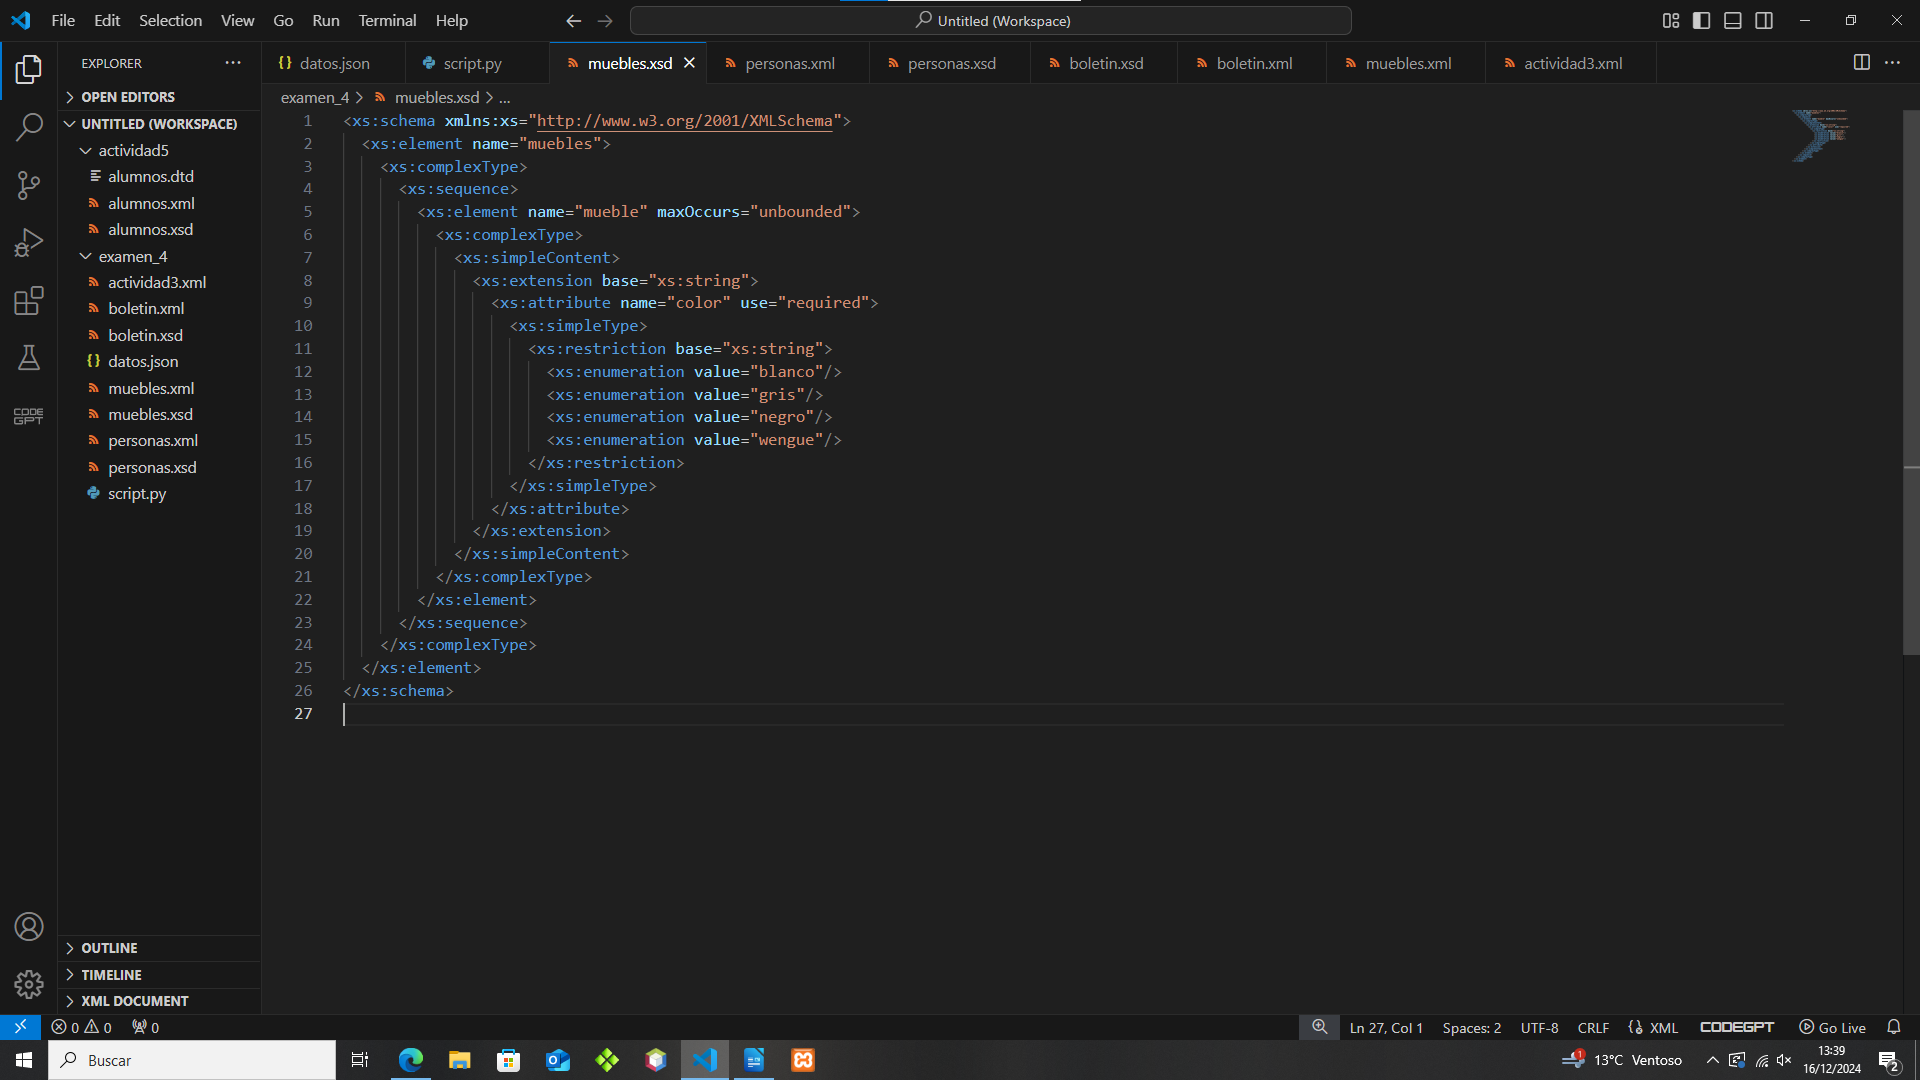 File Edit Selection View Go Run Terminal Help
Untitled (Workspace)
EXPLORER
OPEN EDITORS
UNTITLED (WORKSPACE)
actividad5
alumnos.dtd
alumnos.xml
alumnos.xsd
examen_4
actividad3.xml
boletin.xml
boletin.xsd
datos.json
muebles.xml
muebles.xsd
personas.xml
personas.xsd
script.py
OUTLINE
TIMELINE
XML DOCUMENT
CODE GPT
datos.json script.py muebles.xsd personas.xml personas.xsd boletin.xsd boletin.xml muebles.xml actividad3.xml
examen_4 > muebles.xsd > ...
1 <xs:schema xmlns:xs="http://www.w3.org/2001/XMLSchema">
2 <xs:element name="muebles">
3 <xs:complexType>
4 <xs:sequence>
5 <xs:element name="mueble" maxOccurs="unbounded">
6 <xs:complexType>
7 <xs:simpleContent>
8 <xs:extension base="xs:string">
9 <xs:attribute name="color" use="required">
10 <xs:simpleType>
11 <xs:restriction base="xs:string">
12 <xs:enumeration value="blanco"/>
13 <xs:enumeration value="gris"/>
14 <xs:enumeration value="negro"/>
15 <xs:enumeration value="wengue"/>
16 </xs:restriction>
17 </xs:simpleType>
18 </xs:attribute>
19 </xs:extension>
20 </xs:simpleContent>
21 </xs:complexType>
22 </xs:element>
23 </xs:sequence>
24 </xs:complexType>
25 </xs:element>
26 </xs:schema>
27
0 0 0 Ln 27, Col 1 Spaces: 2 UTF-8 CRLF XML CODEGPT Go Live
Buscar 1 13°C Ventoso 13:39
16/12/2024 2